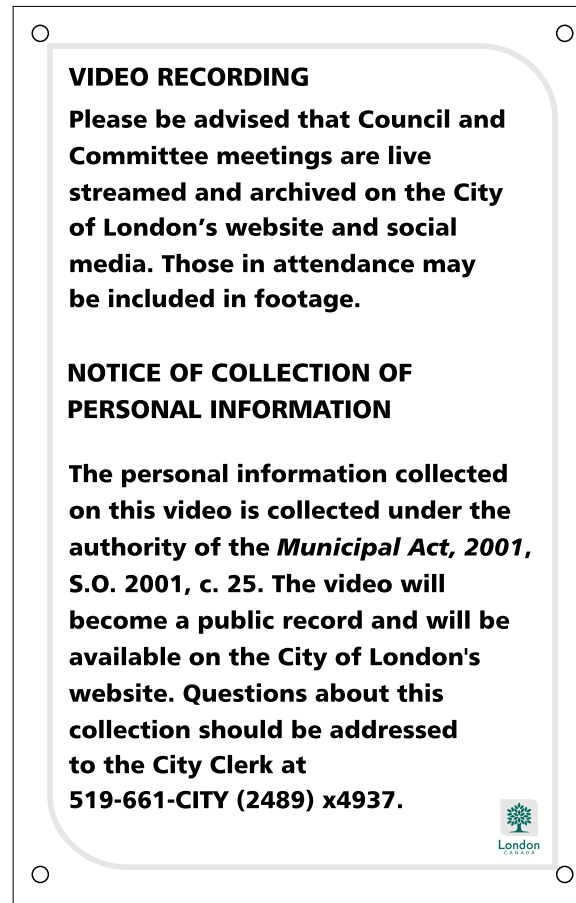 VIDEO RECORDING
Please be advised that Council and
Committee meetings are live
streamed and archived on the City
of London’s website and social
media. Those in attendance may
be included in footage.
NOTICE OF COLLECTION OF
PERSONAL INFORMATION
The personal information collected
on this video is collected under the
authority of the Municipal Act, 2001,
S.O. 2001, c. 25. The video will
become a public record and will be
available on the City of London's
website. Questions about this
collection should be addressed
to the City Clerk at
519-661-CITY (2489) x4937.
London
CANADA